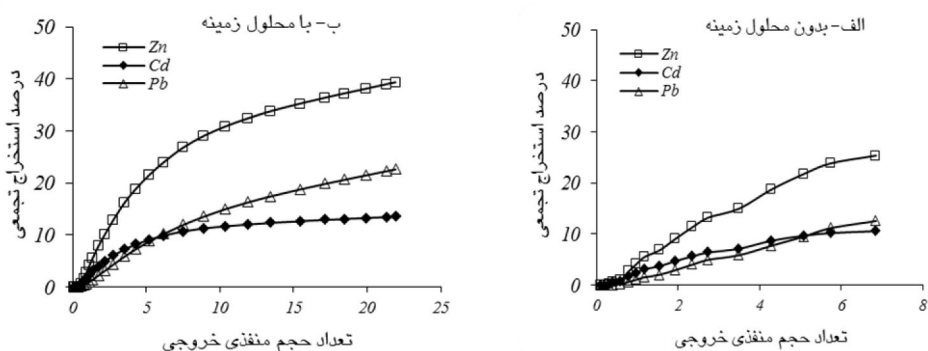 الف- بدون محلول زمینه
Zn
Cd
Pb
درصد استخراج تجمعی
50
40
30
20
10
0
0 2 4 6 8
تعداد حجم منفذی خروجی
ب- با محلول زمینه
Zn
Cd
Pb
درصد استخراج تجمعی
50
40
30
20
10
0
0 5 10 15 20 25
تعداد حجم منفذی خروجی